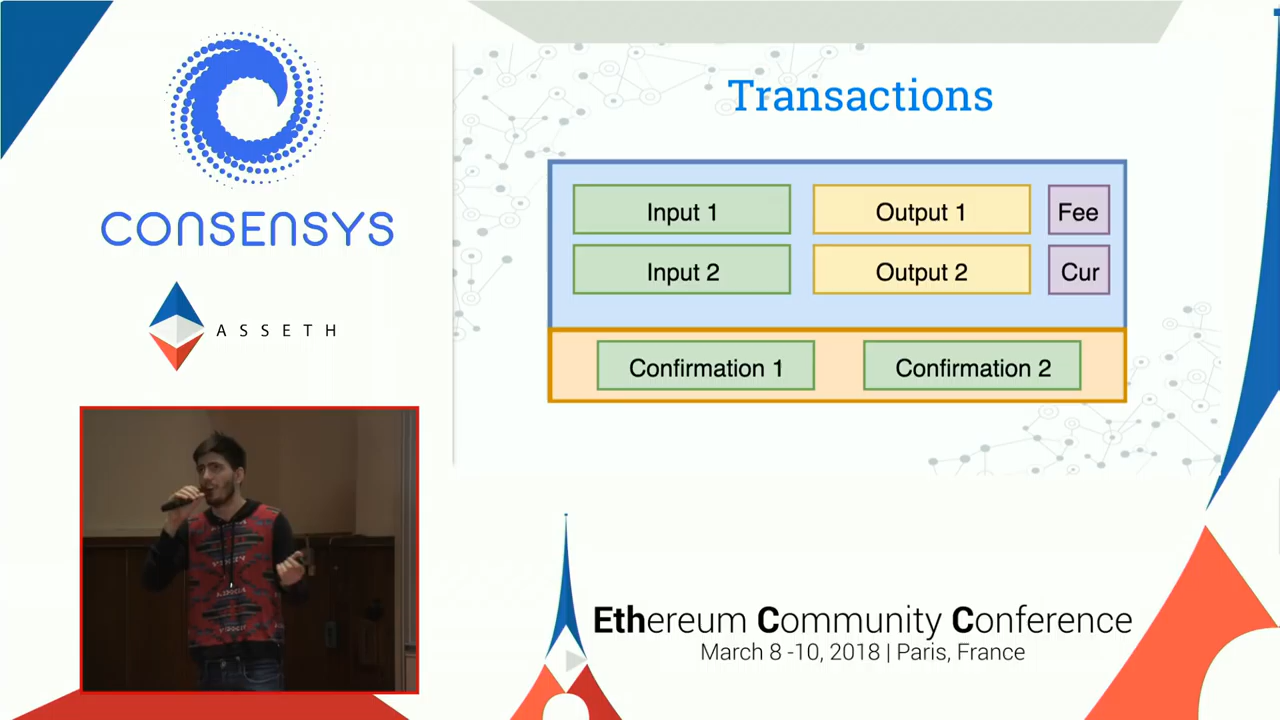 CONSENSYS
ASSETH
Transactions
Input 1
Output 1
Fee
Input 2
Output 2
Cur
Confirmation 1
Confirmation 2
Ethereum Community Conference
March 8 -10, 2018 | Paris, France